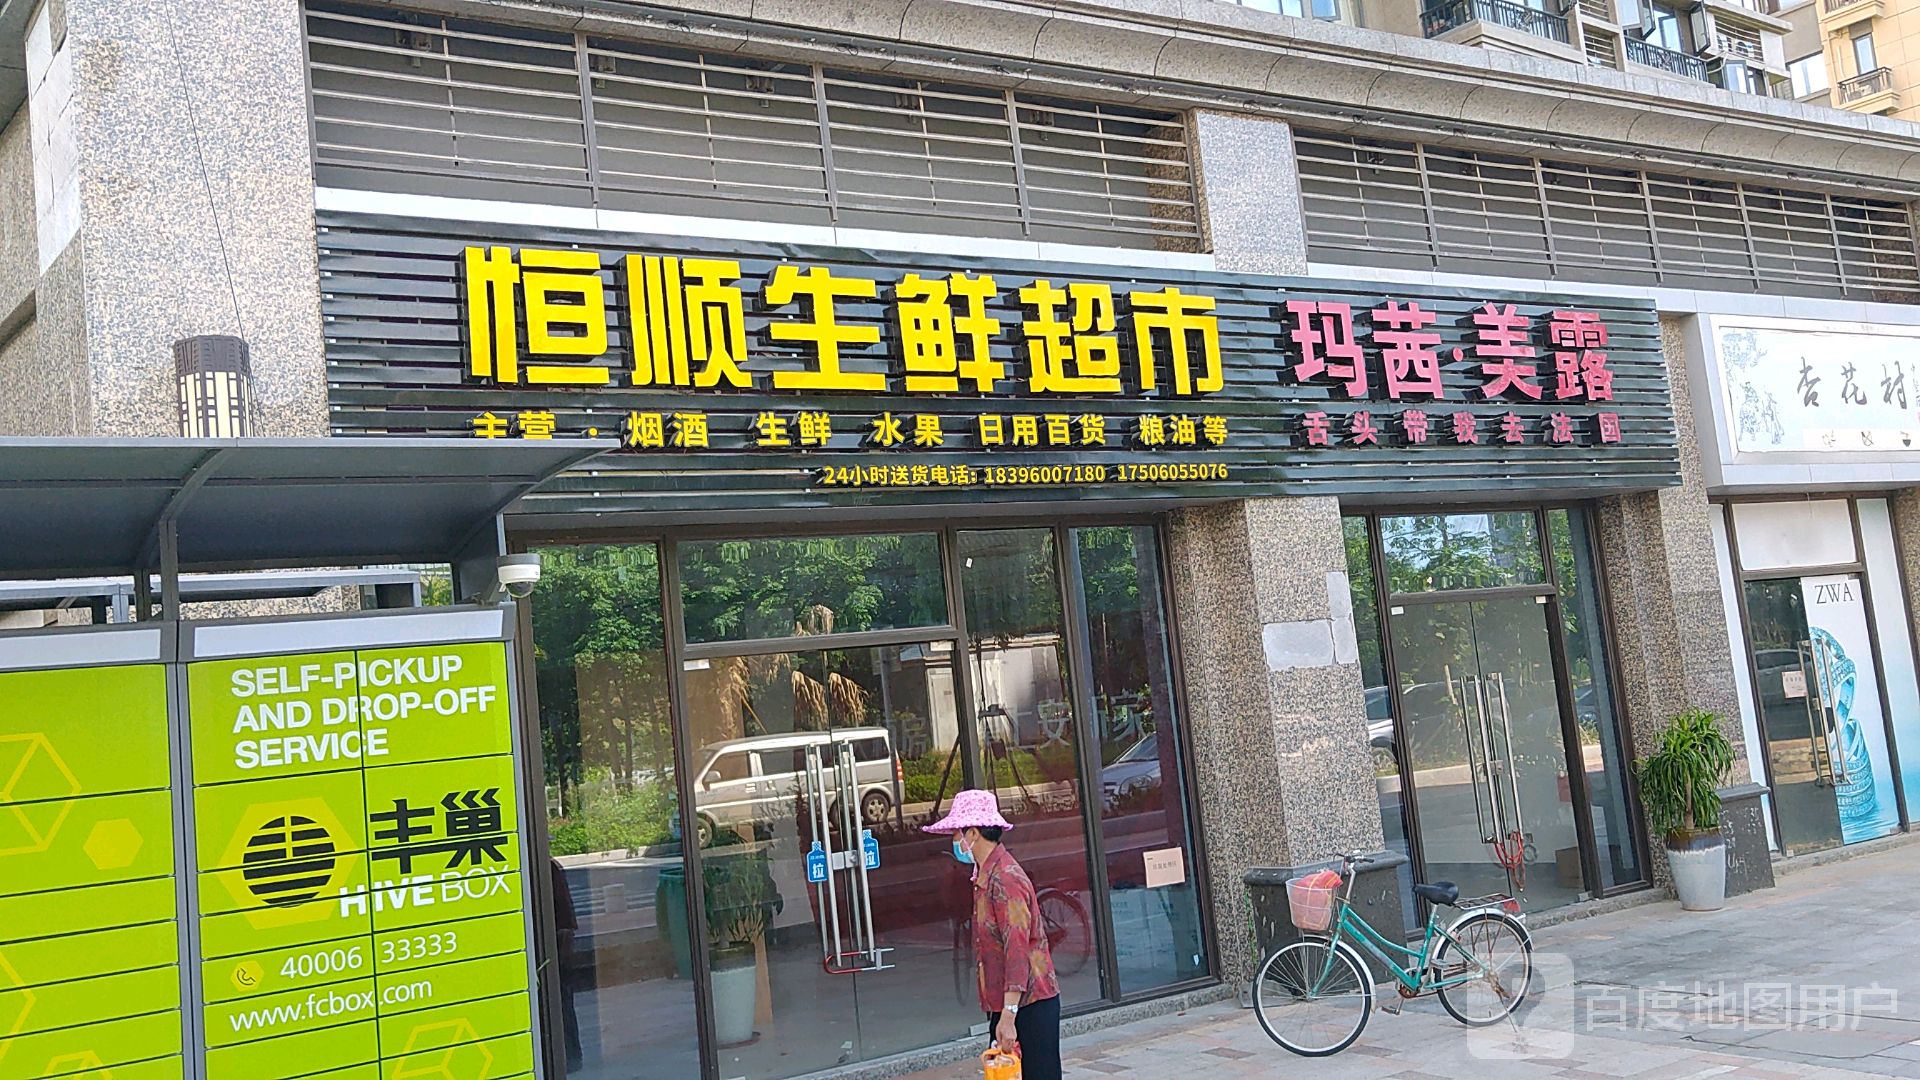 恒顺生鲜超市
主营·烟酒 生鲜 水果 日用百货 粮油等
24小时送货电话: 18396007180 17506055076
玛茜·美露
舌头带我去法国
杏花村
ZWA
SELF-PICKUP
AND DROP-OFF
SERVICE
丰巢
HIVE BOX
40006 33333
www.fcbox.com
拉
拉
百度地图用户